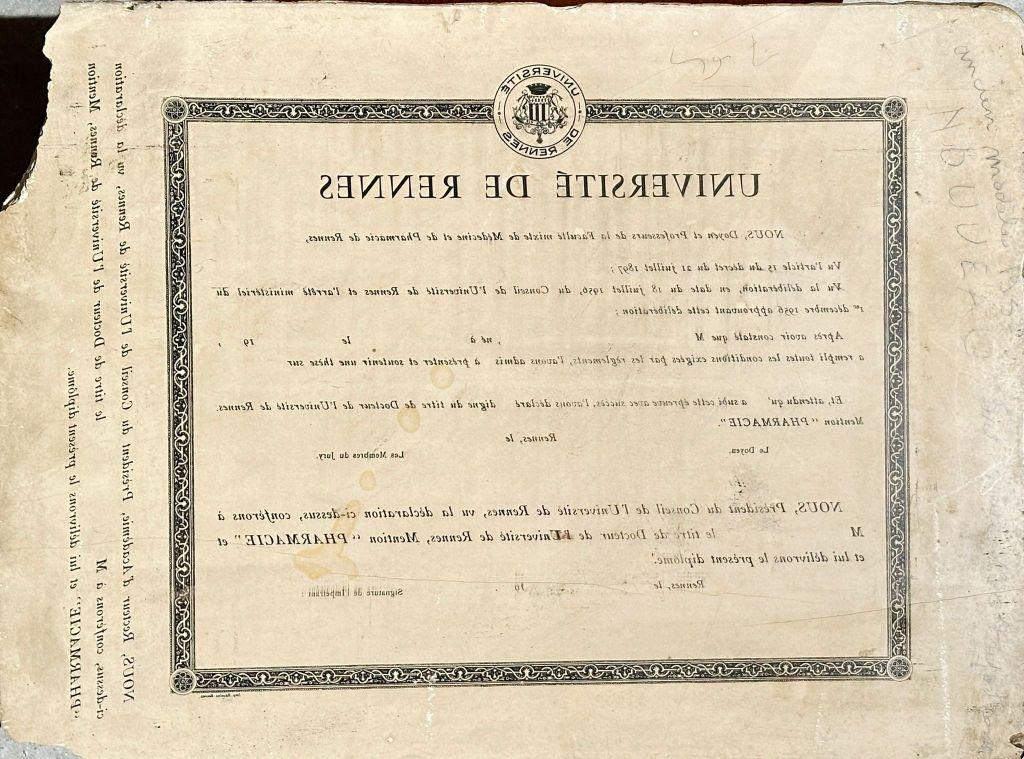 UNIVERSITÉ DE RENNES
UNIVERSITÉ DE RENNES
NOUS, Doyen et Professeurs de la Faculté mixte de Médecine et de Pharmacie de Rennes,
Vu l'article 15 du décret du 21 juillet 1897 ;
Vu la délibération, en date du 18 juillet 1956, du Conseil de l'Université de Rennes et l'arrêté ministériel du
1er décembre 1956 approuvant cette délibération ;
Après avoir constaté que M , né à le 19 ,
a rempli toutes les conditions exigées par les règlements, l'avons admis à présenter et soutenir une thèse sur
Et, attendu qu' a subi cette épreuve avec succès, l'avons déclaré digne du titre de Docteur de l'Université de Rennes.
Mention “ PHARMACIE ”.
Rennes, le
Le Doyen, Les Membres du Jury,
NOUS, Président du Conseil de l'Université de Rennes, vu la déclaration ci-dessus, conférons à
M le titre de Docteur de l'Université de Rennes, Mention “ PHARMACIE ” et
et lui délivrons le présent diplôme.
Rennes, le 19 .
Signature de l'Impétrant :
NOUS, Recteur d'Académie, Président du Conseil de l'Université de Rennes, vu la déclaration
ci-dessus, conférons à M le titre de Docteur de l'Université de Rennes, Mention
“PHARMACIE” et lui délivrons le présent diplôme.
ancien modèle
NOUVEL